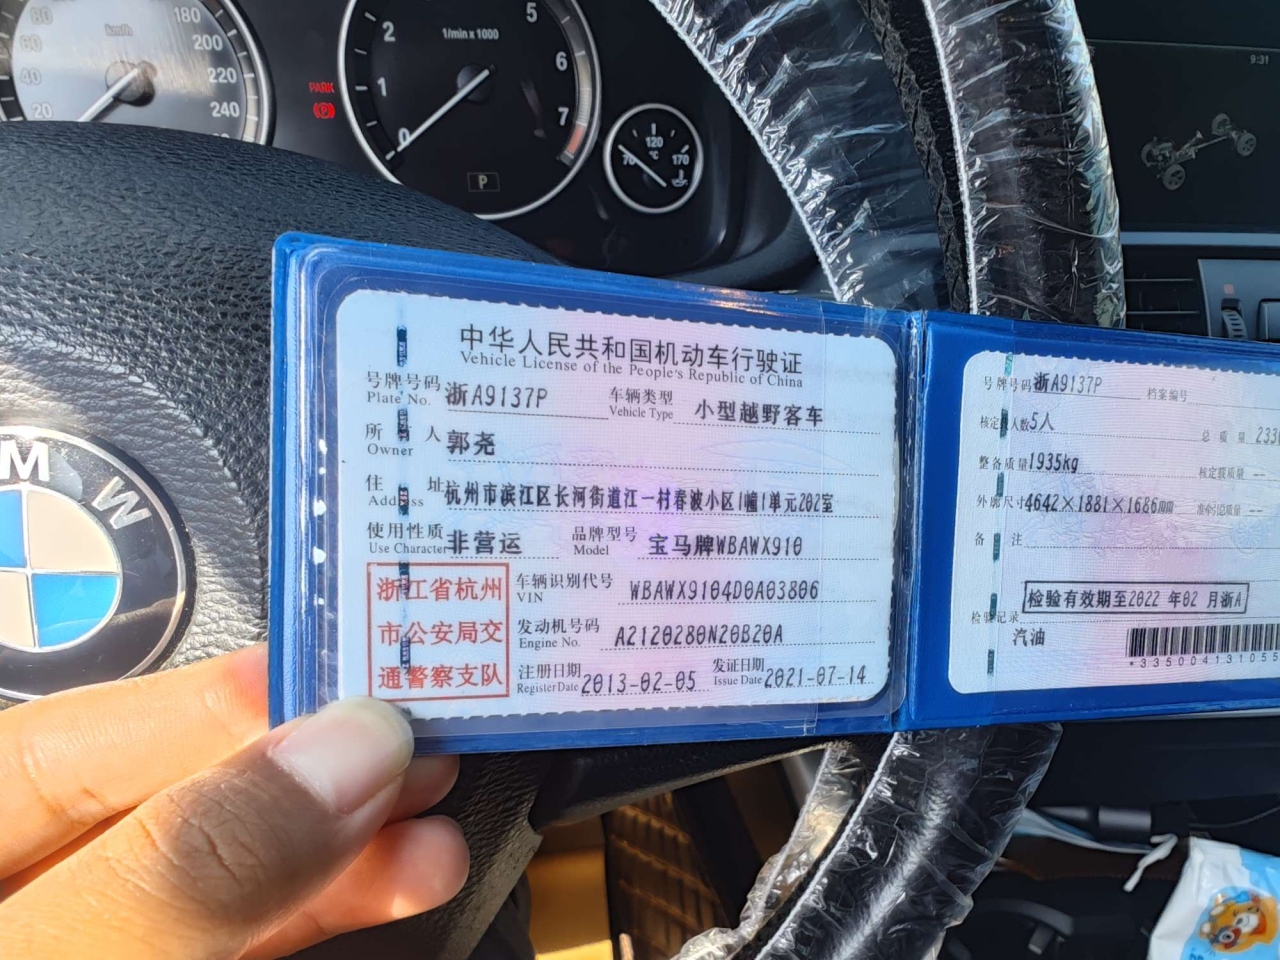 80
60
40
20
km/h
180
200
220
240
PARK
1/min x 1000
0
1
2
5
6
7
P
70
120
170
°C
9:31
MW
中华人民共和国机动车行驶证
Vehicle License of the People's Republic of China
号牌号码 浙A9137P 车辆类型 小型越野客车
Plate No. Vehicle Type
所 人 郭尧
Owner
住 址 杭州市滨江区长河街道江一村春波小区1幢1单元202室
Address
使用性质 非营运 品牌型号 宝马牌WBAWX910
Use Character Model
浙江省杭州
市公安局交
通警察支队
车辆识别代号 WBAWX9104D0A03806
VIN
发动机号码 A2120280N20B20A
Engine No.
注册日期 2013-02-05 发证日期 2021-07-14
Register Date Issue Date
号牌号码 浙A9137P 档案编号
核定 人数 5人 总 质 量 233
整备质量 1935kg 核定载质量 --
外廓尺寸 4642×1881×1686mm 准牵引总质量 --
备 注
检验有效期至2022 年02 月浙A
检验记录
汽油
*335004131055